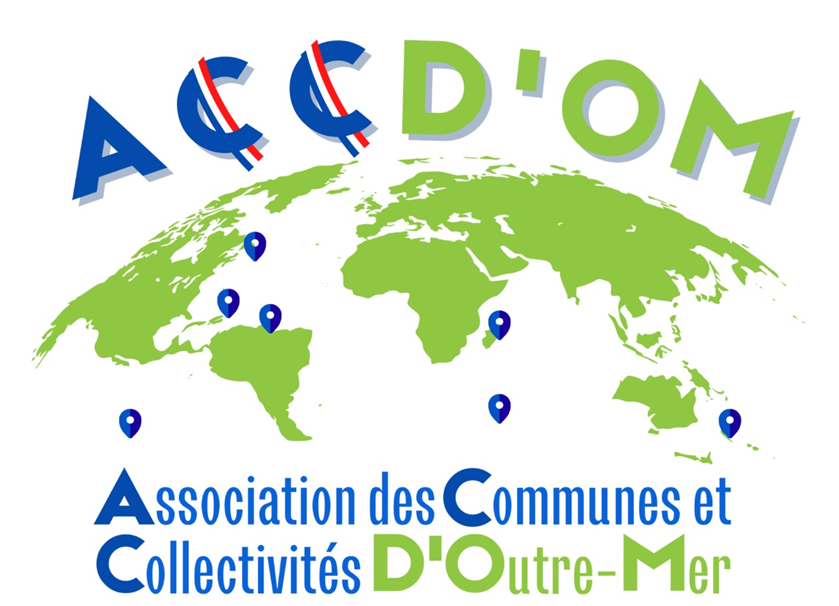 ACCD'OM
Association des Communes et
Collectivités D'Outre-Mer